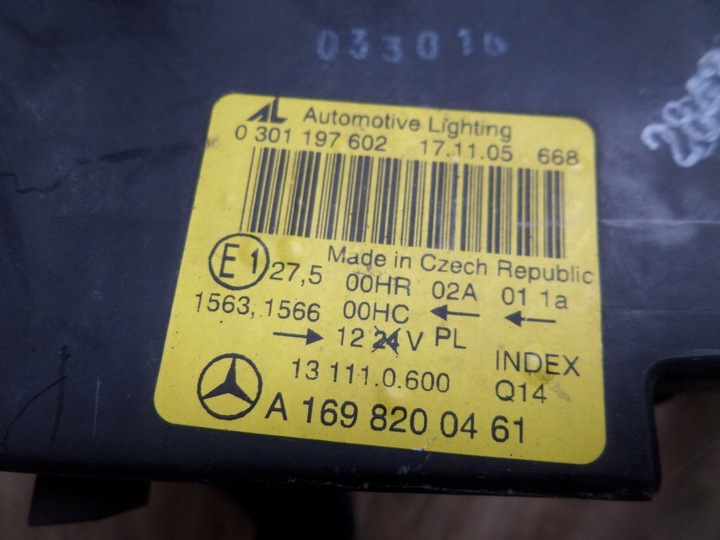 033016
AL Automotive Lighting
0 301 197 602 17.11.05 668
Made in Czech Republic
E1 27,5 00HR 02A 01 1a
1563, 1566 00HC ← ←
→ 12 24 V PL
13 111.0.600 INDEX
Q14
A 169 820 04 61